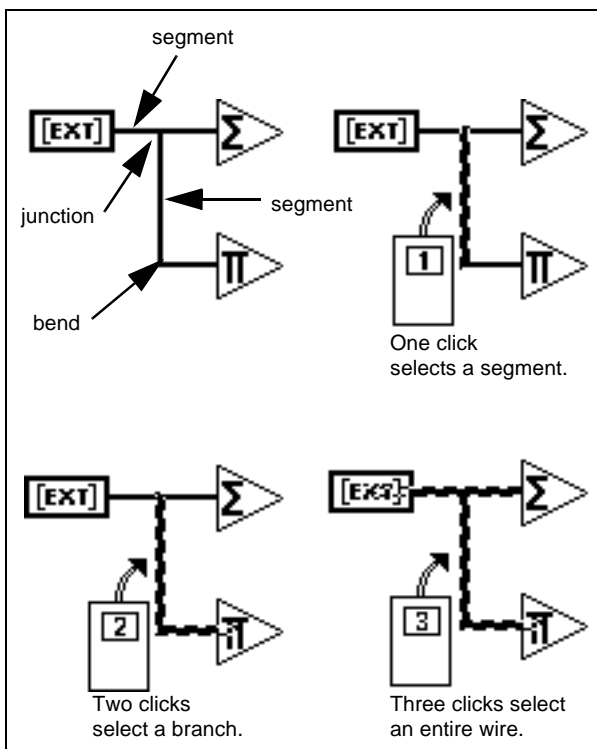 segment
[EXT] Σ
junction
segment
Π
bend
[EXT] Σ
1
Π
One click
selects a segment.
[EXT] Σ
2
Two clicks
select a branch.
Σ
3
Three clicks select
an entire wire.